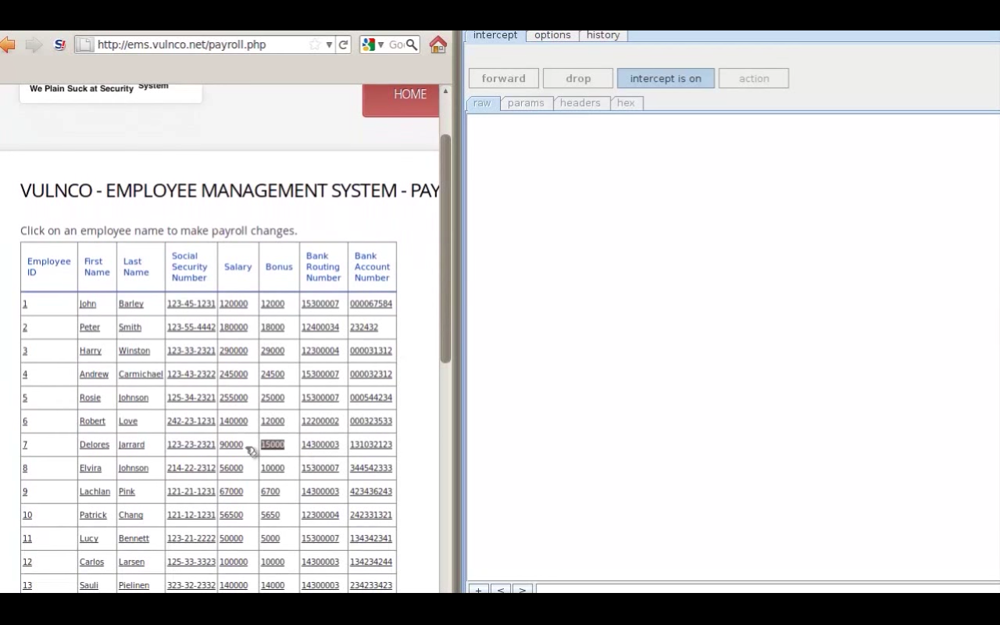 http://ems.vulnco.net/payroll.php
We Plain Suck at Security System
HOME
VULNCO - EMPLOYEE MANAGEMENT SYSTEM - PAY
Click on an employee name to make payroll changes.
Employee ID First Name Last Name Social Security Number Salary Bonus Bank Routing Number Bank Account Number
1 John Barley 123-45-1231 120000 12000 15300007 000067584
2 Peter Smith 123-55-4442 180000 18000 12400034 232432
3 Harry Winston 123-33-2321 290000 29000 12300004 000031312
4 Andrew Carmichael 123-43-2322 245000 24500 15300007 000032312
5 Rosie Johnson 125-34-2321 255000 25000 15300007 000544234
6 Robert Love 242-23-1231 140000 12000 12200002 000323533
7 Delores Jarrard 123-23-2321 90000 15000 14300003 131032123
8 Elvira Johnson 214-22-2312 56000 10000 15300007 344542333
9 Lachlan Pink 121-21-1231 67000 6700 14300003 423436243
10 Patrick Chang 121-12-1231 56500 5650 12300004 242331321
11 Lucy Bennett 123-21-2222 50000 5000 15300007 134342341
12 Carlos Larsen 125-33-3323 100000 10000 14300003 134234244
13 Sauli Pielinen 323-32-2332 140000 14000 14300003 234233423
intercept options history
forward drop intercept is on action
raw params headers hex
+ < >